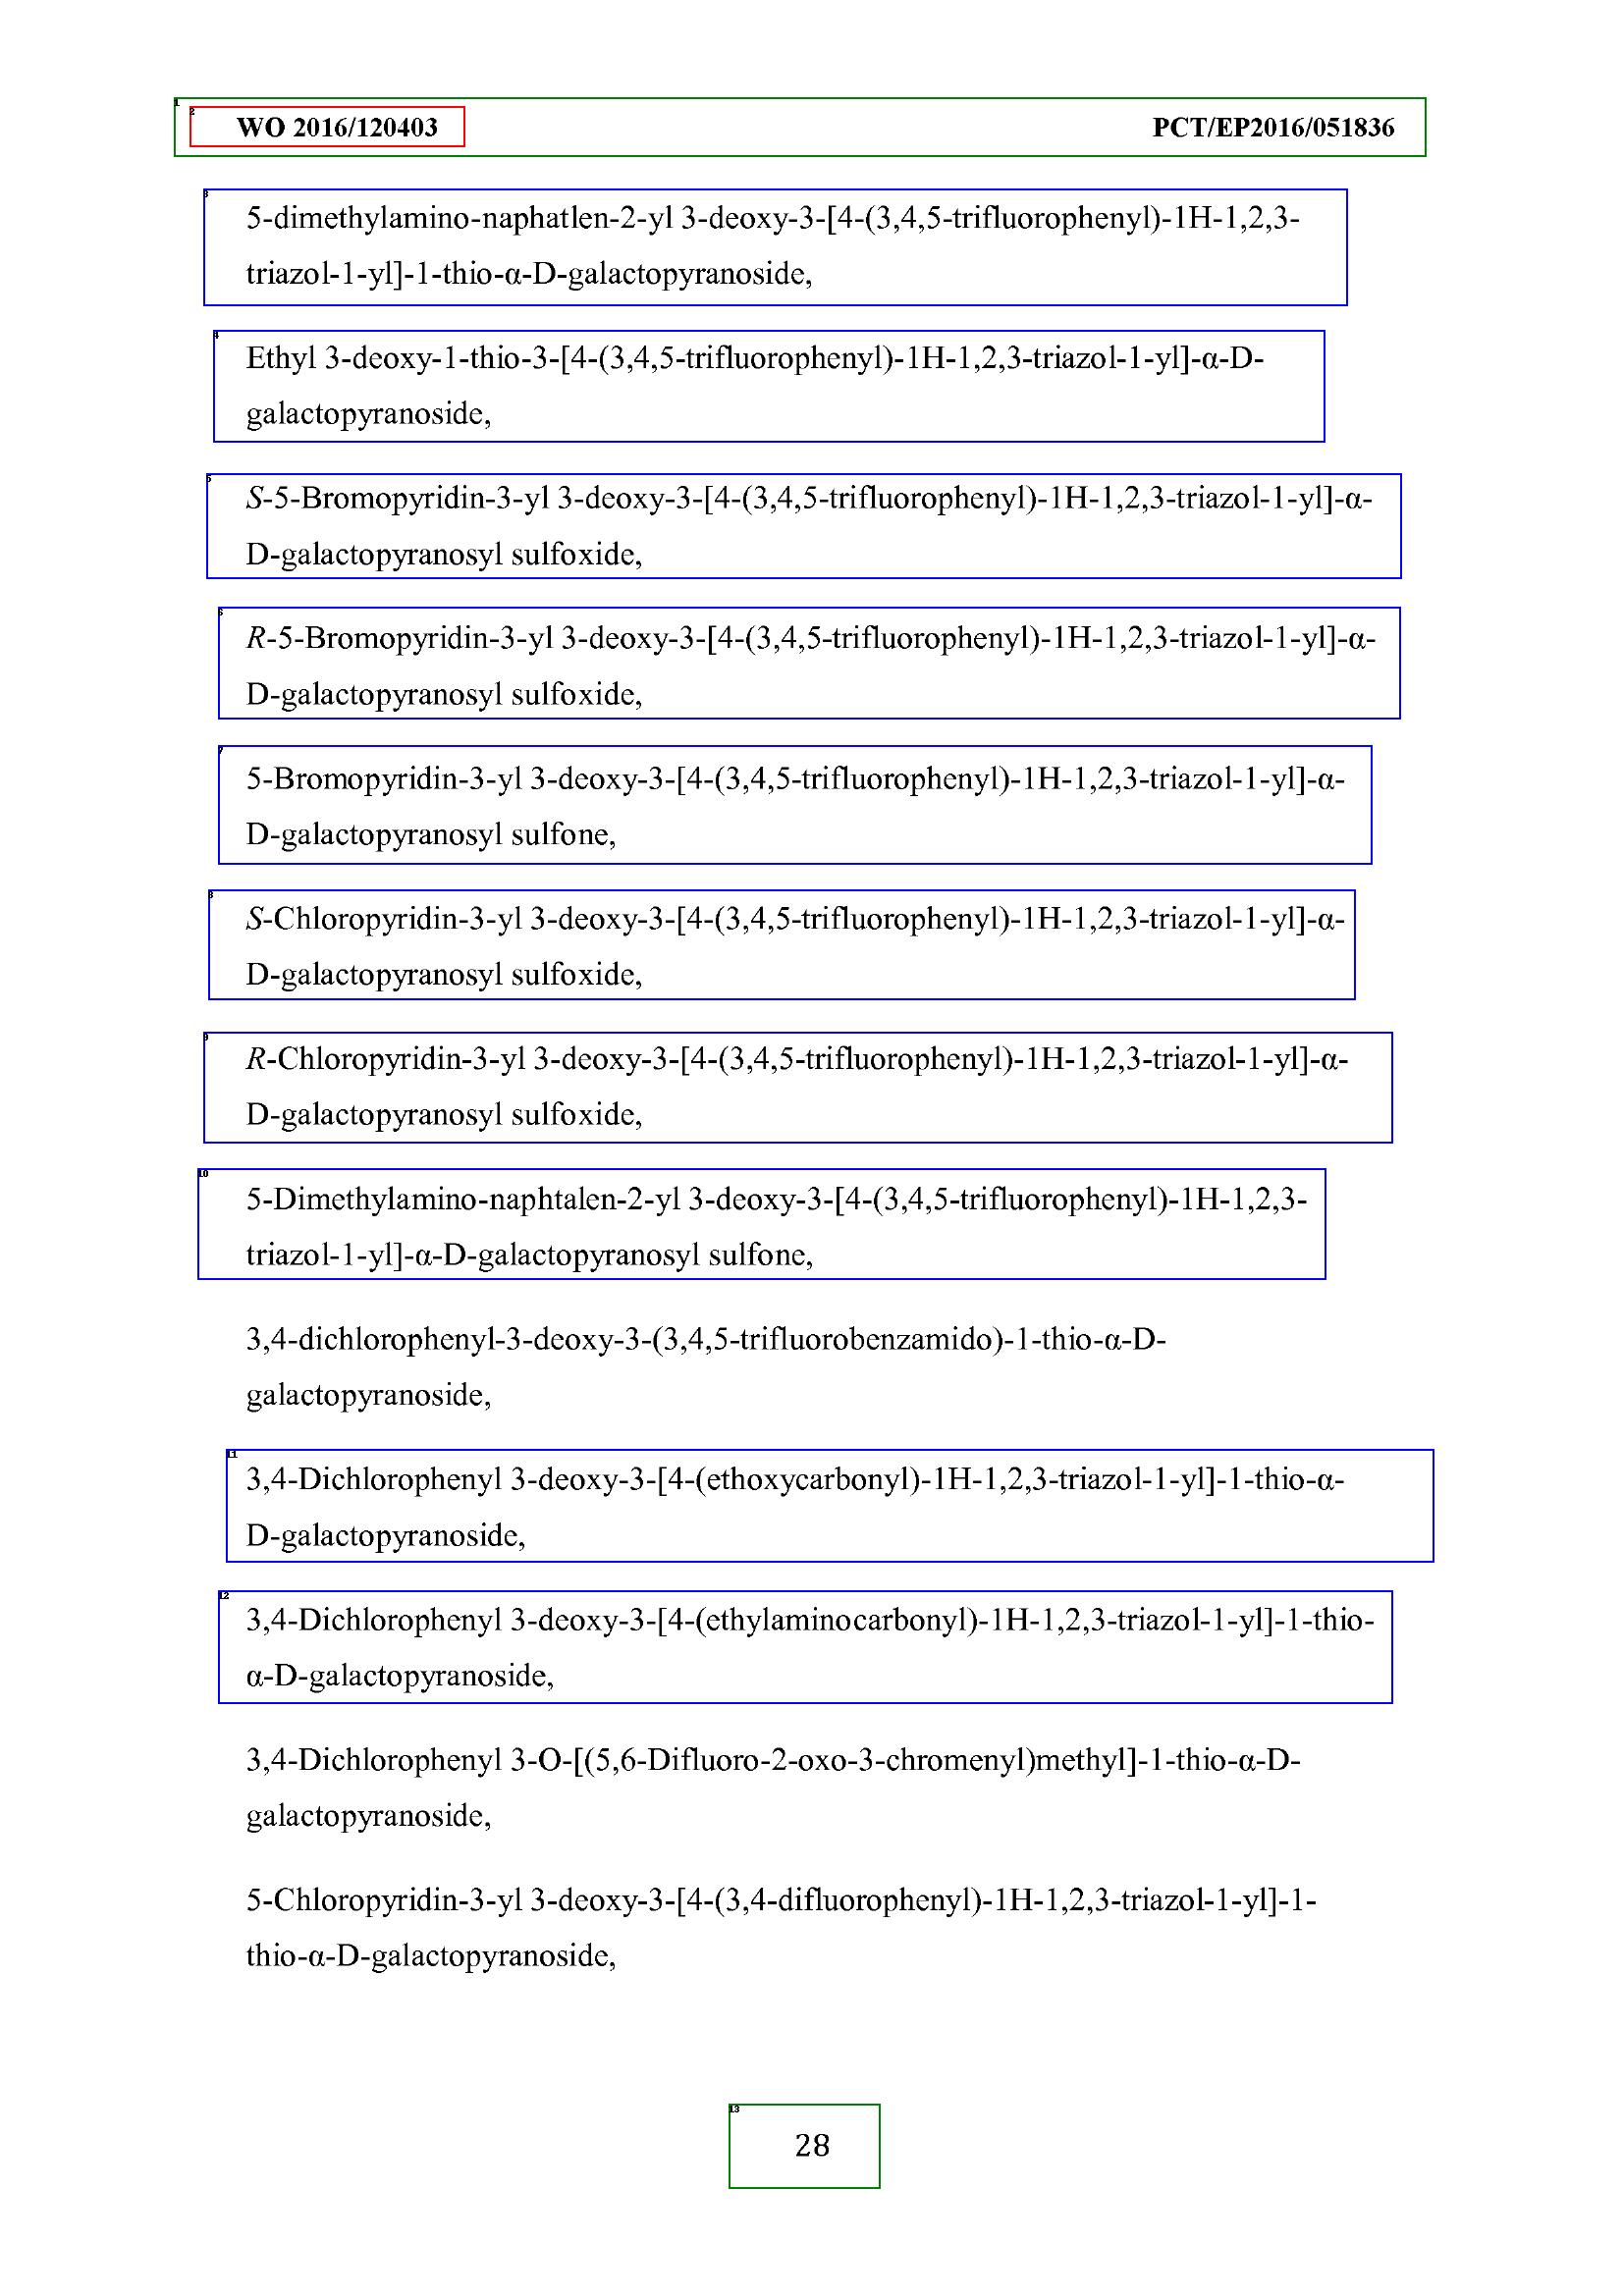 1
2
WO 2016/120403 PCT/EP2016/051836
3
5-dimethylamino-naphatlen-2-yl 3-deoxy-3-[4-(3,4,5-trifluorophenyl)-1H-1,2,3-
triazol-1-yl]-1-thio-α-D-galactopyranoside,
4
Ethyl 3-deoxy-1-thio-3-[4-(3,4,5-trifluorophenyl)-1H-1,2,3-triazol-1-yl]-α-D-
galactopyranoside,
5
S-5-Bromopyridin-3-yl 3-deoxy-3-[4-(3,4,5-trifluorophenyl)-1H-1,2,3-triazol-1-yl]-α-
D-galactopyranosyl sulfoxide,
6
R-5-Bromopyridin-3-yl 3-deoxy-3-[4-(3,4,5-trifluorophenyl)-1H-1,2,3-triazol-1-yl]-α-
D-galactopyranosyl sulfoxide,
7
5-Bromopyridin-3-yl 3-deoxy-3-[4-(3,4,5-trifluorophenyl)-1H-1,2,3-triazol-1-yl]-α-
D-galactopyranosyl sulfone,
8
S-Chloropyridin-3-yl 3-deoxy-3-[4-(3,4,5-trifluorophenyl)-1H-1,2,3-triazol-1-yl]-α-
D-galactopyranosyl sulfoxide,
9
R-Chloropyridin-3-yl 3-deoxy-3-[4-(3,4,5-trifluorophenyl)-1H-1,2,3-triazol-1-yl]-α-
D-galactopyranosyl sulfoxide,
10
5-Dimethylamino-naphtalen-2-yl 3-deoxy-3-[4-(3,4,5-trifluorophenyl)-1H-1,2,3-
triazol-1-yl]-α-D-galactopyranosyl sulfone,
3,4-dichlorophenyl-3-deoxy-3-(3,4,5-trifluorobenzamido)-1-thio-α-D-
galactopyranoside,
11
3,4-Dichlorophenyl 3-deoxy-3-[4-(ethoxycarbonyl)-1H-1,2,3-triazol-1-yl]-1-thio-α-
D-galactopyranoside,
12
3,4-Dichlorophenyl 3-deoxy-3-[4-(ethylaminocarbonyl)-1H-1,2,3-triazol-1-yl]-1-thio-
α-D-galactopyranoside,
3,4-Dichlorophenyl 3-O-[(5,6-Difluoro-2-oxo-3-chromenyl)methyl]-1-thio-α-D-
galactopyranoside,
5-Chloropyridin-3-yl 3-deoxy-3-[4-(3,4-difluorophenyl)-1H-1,2,3-triazol-1-yl]-1-
thio-α-D-galactopyranoside,
13
28